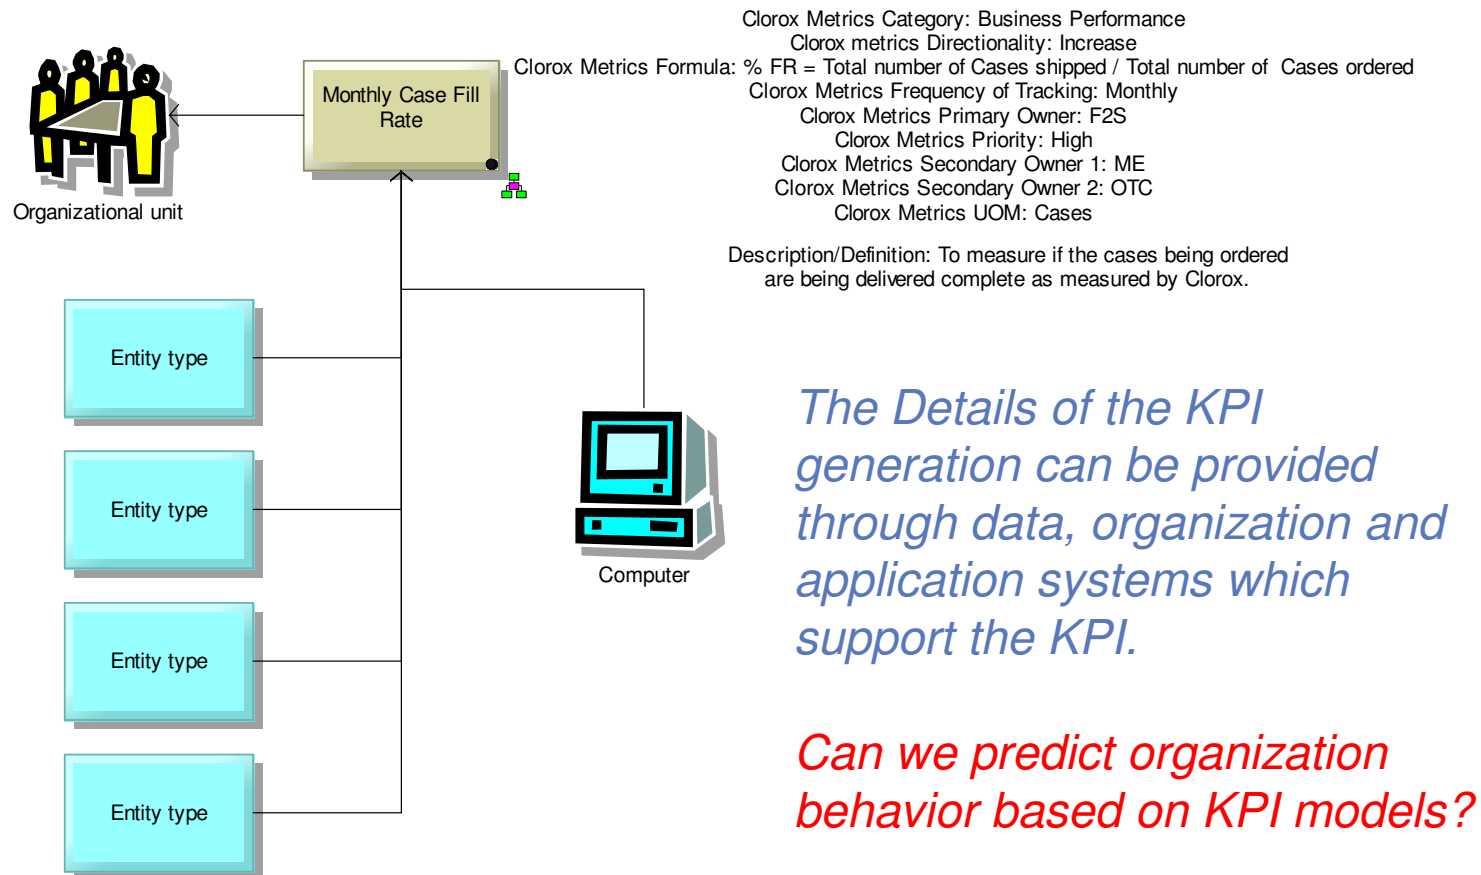 Clorox Metrics Category: Business Performance
Clorox metrics Directionality: Increase
Clorox Metrics Formula: % FR = Total number of Cases shipped / Total number of  Cases ordered
Clorox Metrics Frequency of Tracking: Monthly
Clorox Metrics Primary Owner: F2S
Clorox Metrics Priority: High
Clorox Metrics Secondary Owner 1: ME
Clorox Metrics Secondary Owner 2: OTC
Clorox Metrics UOM: Cases
Description/Definition: To measure if the cases being ordered
are being delivered complete as measured by Clorox.
Monthly Case Fill
Rate
Organizational unit
Entity type
Entity type
Entity type
Entity type
Computer
The Details of the KPI
generation can be provided
through data, organization and
application systems which
support the KPI.
Can we predict organization
behavior based on KPI models?